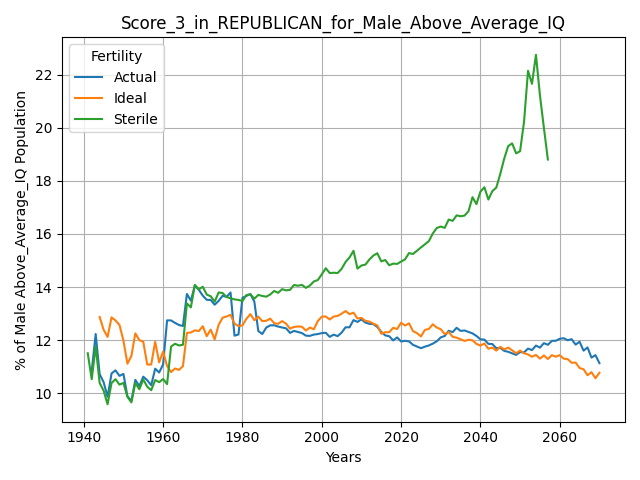 Score_3_in_REPUBLICAN_for_Male_Above_Average_IQ
Fertility
Actual
Ideal
Sterile
% of Male Above_Average_IQ Population
22
20
18
16
14
12
10
1940 1960 1980 2000 2020 2040 2060
Years